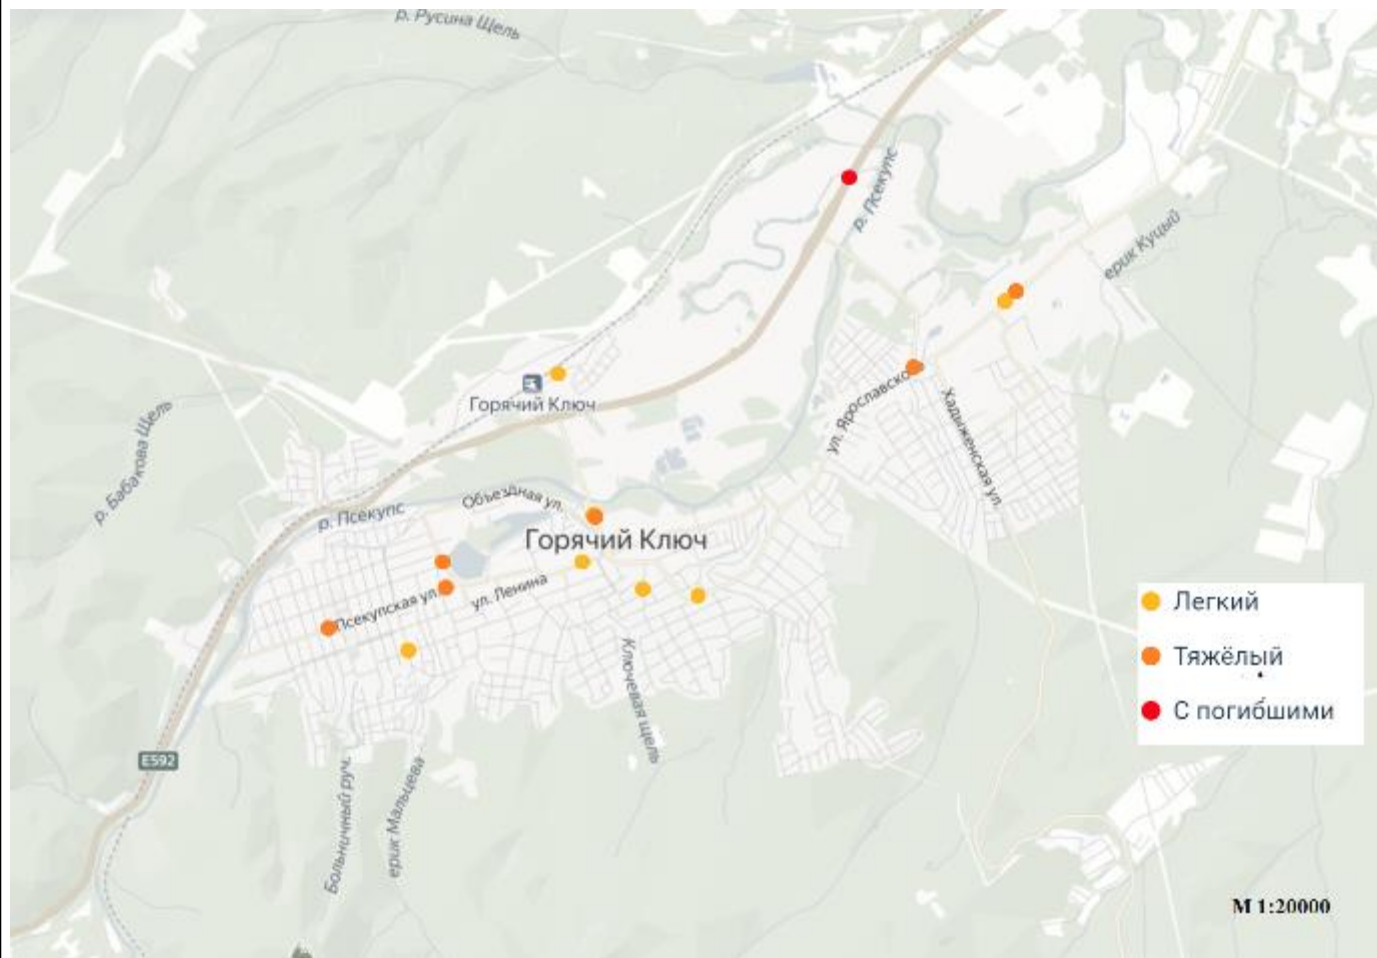 р. Русина Щель
р. Псекупс
ерик Куцый
Горячий Ключ
р. Бабакова Щель
ул. Ярославско
Хадыженская ул.
Объездная ул.
р. Псекупс
Горячий Ключ
Псекупская ул.
ул. Ленина
Ключевая щель
Легкий
Тяжёлый
С погибшими
E592
Больничный руч.
ерик Мальцева
М 1:20000